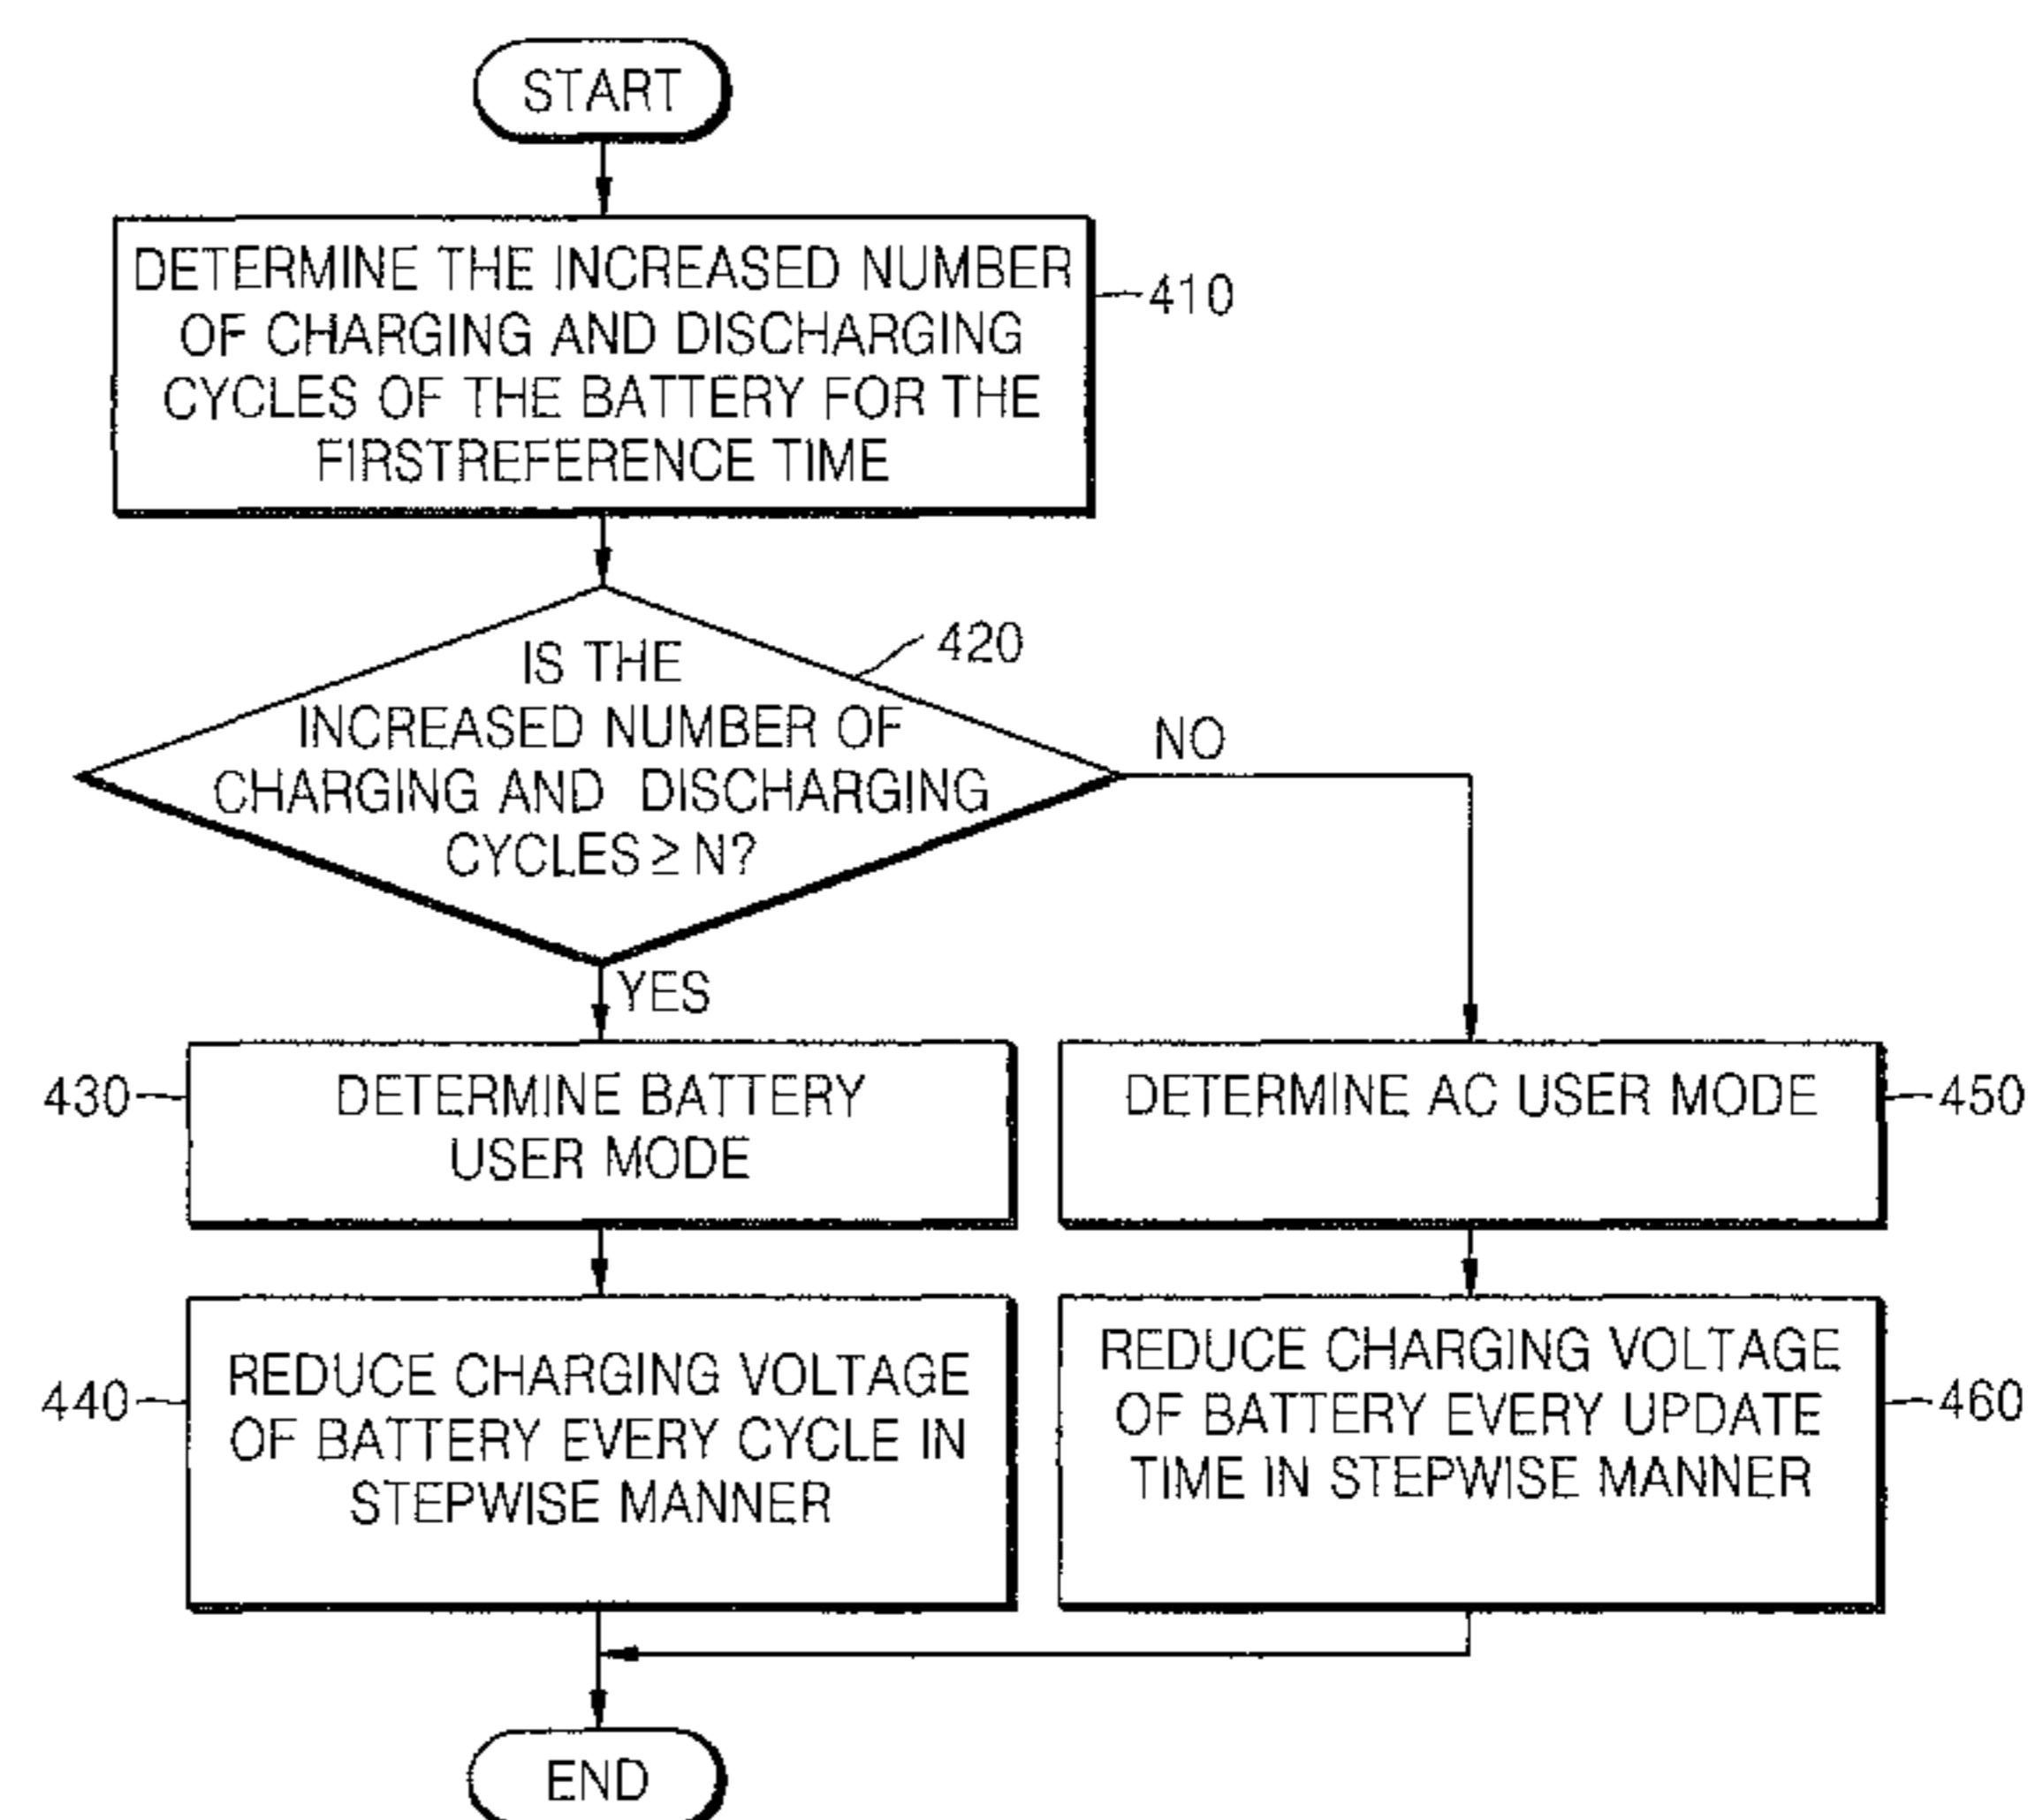 START
DETERMINE THE INCREASED NUMBER
OF CHARGING AND DISCHARGING
CYCLES OF THE BATTERY FOR THE
FIRSTREFERENCE TIME
410
IS THE
INCREASED NUMBER OF
CHARGING AND DISCHARGING
CYCLES ≥ N?
420
NO
YES
430
DETERMINE BATTERY
USER MODE
DETERMINE AC USER MODE
450
440
REDUCE CHARGING VOLTAGE
OF BATTERY EVERY CYCLE IN
STEPWISE MANNER
REDUCE CHARGING VOLTAGE
OF BATTERY EVERY UPDATE
TIME IN STEPWISE MANNER
460
END